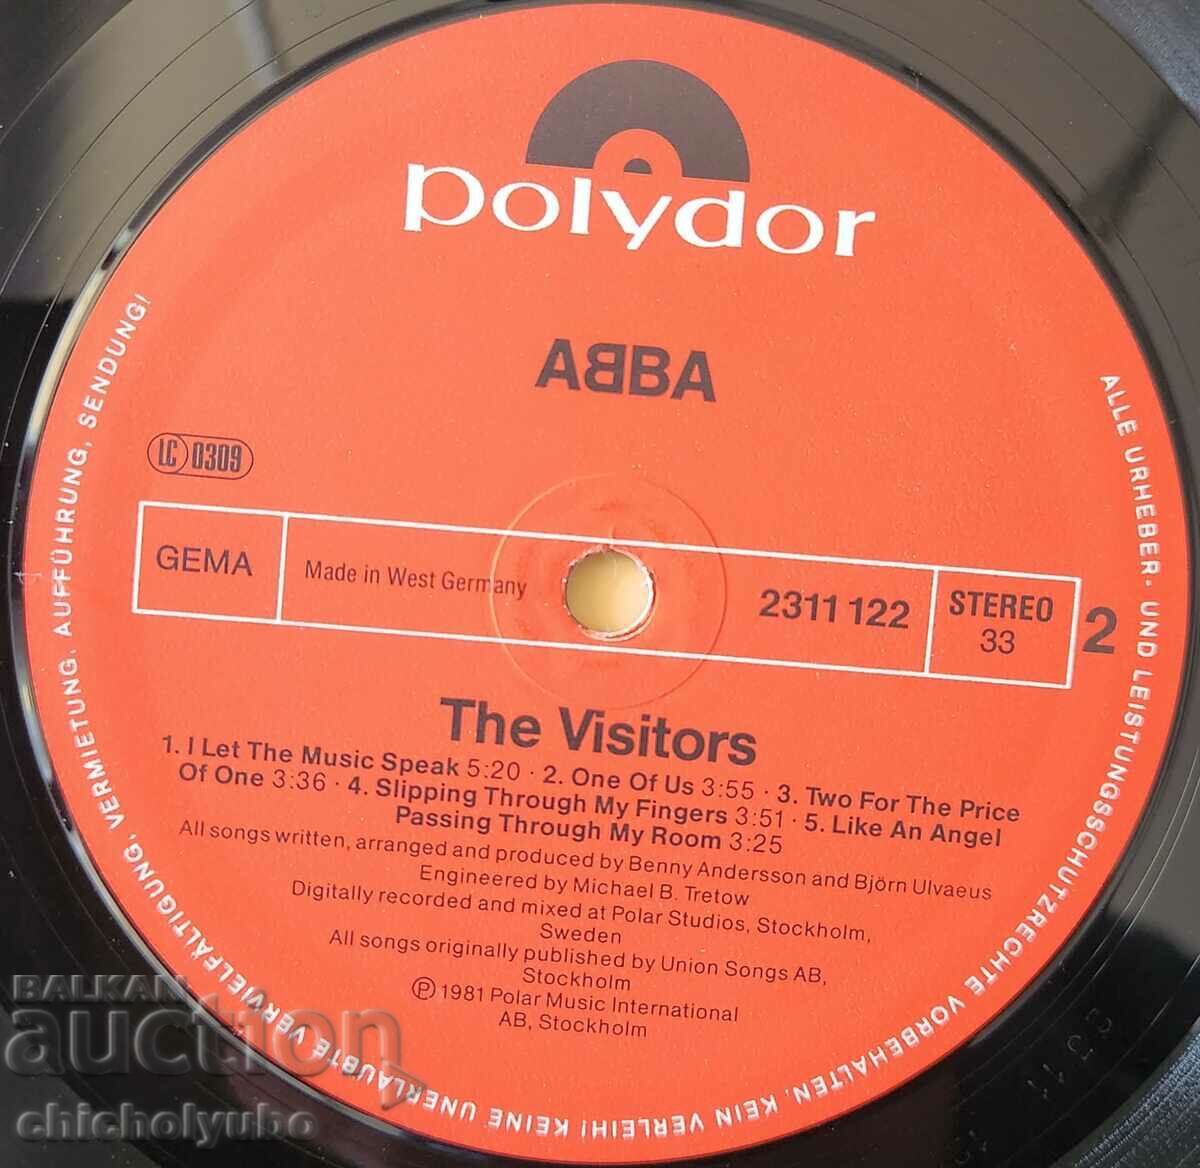 polydor
ABBA
LC 0309
GEMA
Made in West Germany
2311 122
STEREO
33
2
The Visitors
1. I Let The Music Speak 5:20 · 2. One Of Us 3:55 · 3. Two For The Price
Of One 3:36 · 4. Slipping Through My Fingers 3:51 · 5. Like An Angel
Passing Through My Room 3:25
All songs written, arranged and produced by Benny Andersson and Björn Ulvaeus
Engineered by Michael B. Tretow
Digitally recorded and mixed at Polar Studios, Stockholm,
Sweden
All songs originally published by Union Songs AB,
Stockholm
℗ 1981 Polar Music International
AB, Stockholm
ALLE URHEBER- UND LEISTUNGSSCHUTZRECHTE VORBEHALTEN. KEIN VERLEIH! KEINE UNERLAUBTE VERVIELFÄLTIGUNG, VERMIETUNG, AUFFÜHRUNG, SENDUNG!
BALKAN
auction
chicholyubo